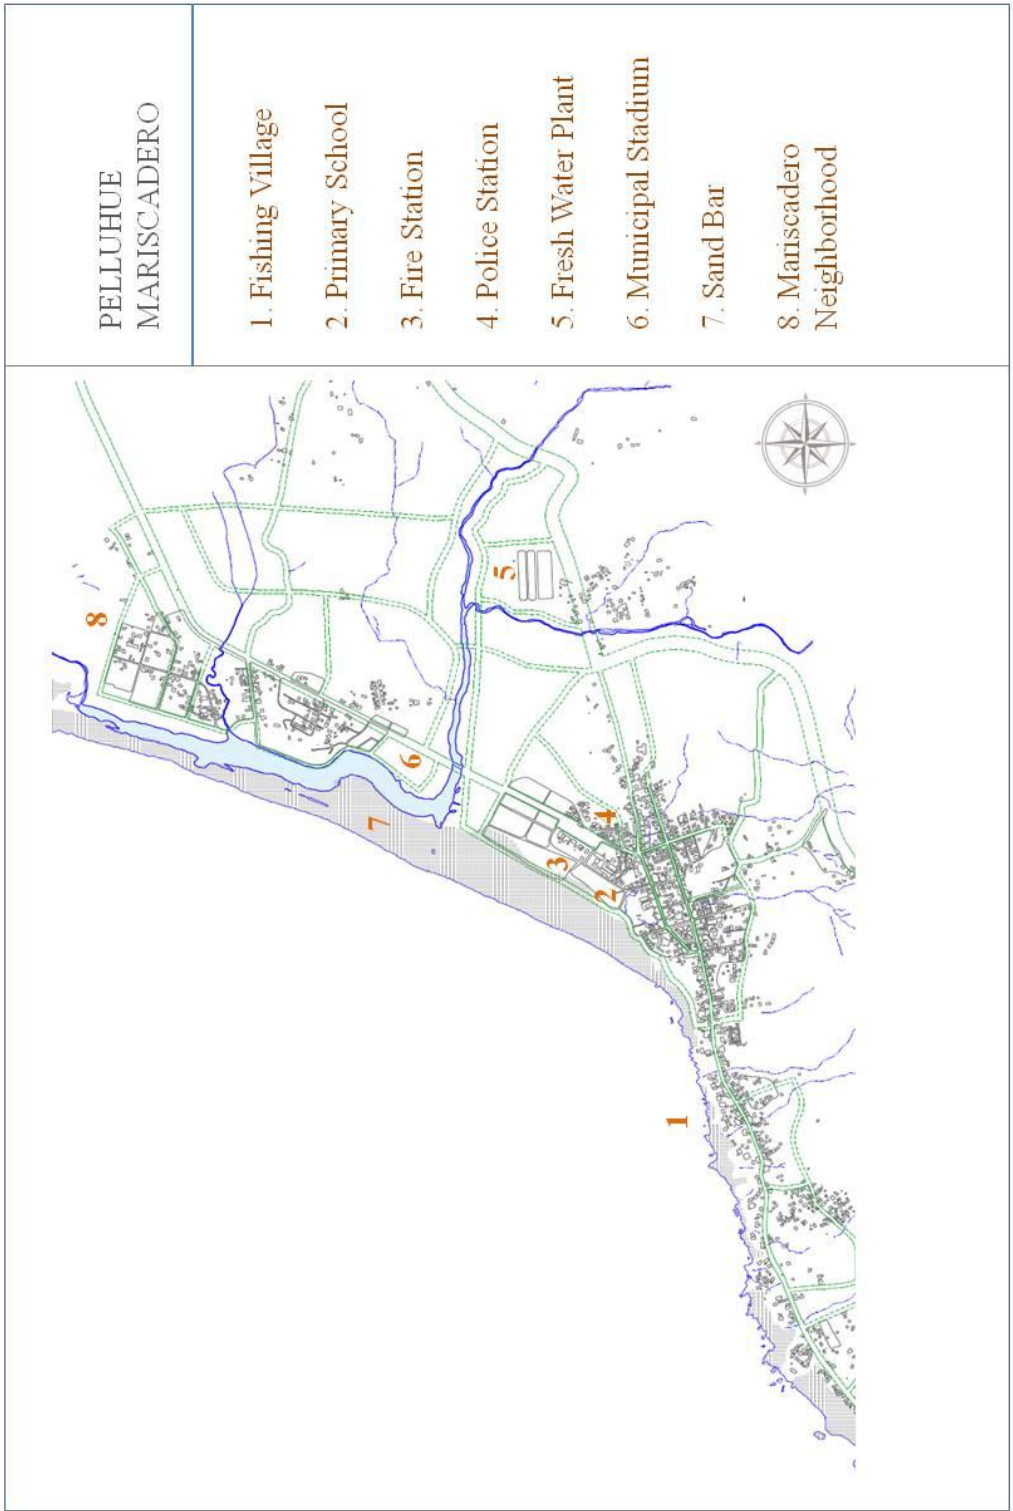 PELLUHUE
MARISCADERO
1. Fishing Village
2. Primary School
3. Fire Station
4. Police Station
5. Fresh Water Plant
6. Municipal Stadium
7. Sand Bar
8. Mariscadero
Neighborhood
8
5
6
7
4
3
2
1